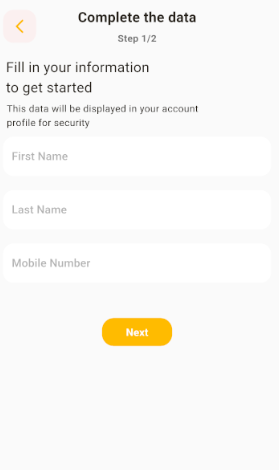 Complete the data
Step 1/2
Fill in your information
to get started
This data will be displayed in your account
profile for security
First Name
Last Name
Mobile Number
Next